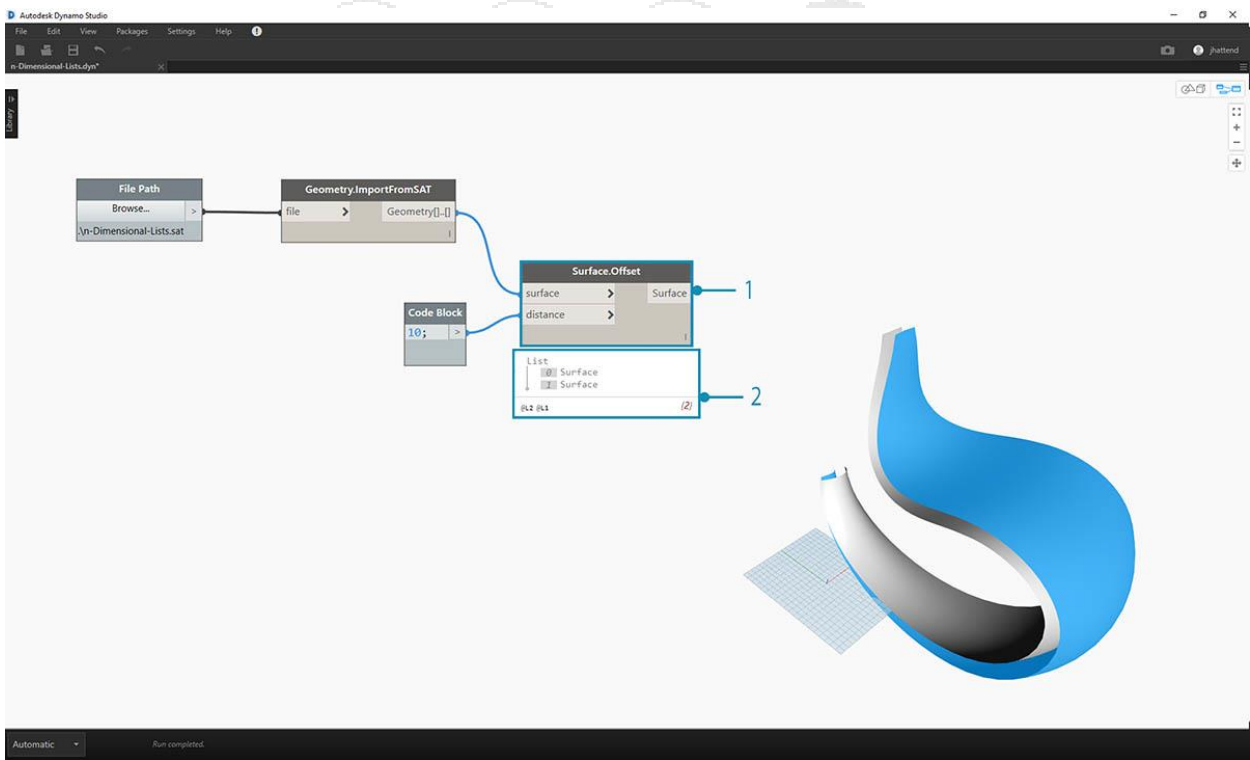 Autodesk Dynamo Studio
File Edit View Packages Settings Help !
jhattend
n-Dimensional-Lists.dyn*
Library
File Path
Browse... >
.\n-Dimensional-Lists.sat
Geometry.ImportFromSAT
file > Geometry[]..[]
Surface.Offset
surface > Surface
distance >
1
Code Block
10; >
List
0 Surface
1 Surface
@L2 @L1 {2}
2
Automatic Run completed.